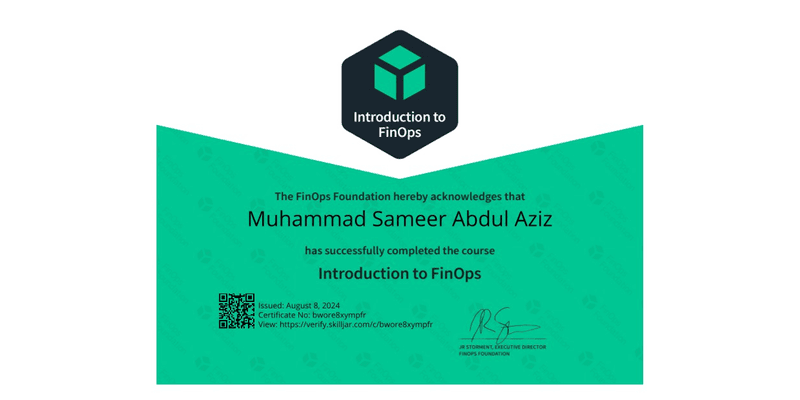 Introduction to
FinOps
The FinOps Foundation hereby acknowledges that
Muhammad Sameer Abdul Aziz
has successfully completed the course
Introduction to FinOps
Issued: August 8, 2024
Certificate No: bwore8xympfr
View: https://verify.skilljar.com/c/bwore8xympfr
JR STORMENT, EXECUTIVE DIRECTOR
FINOPS FOUNDATION